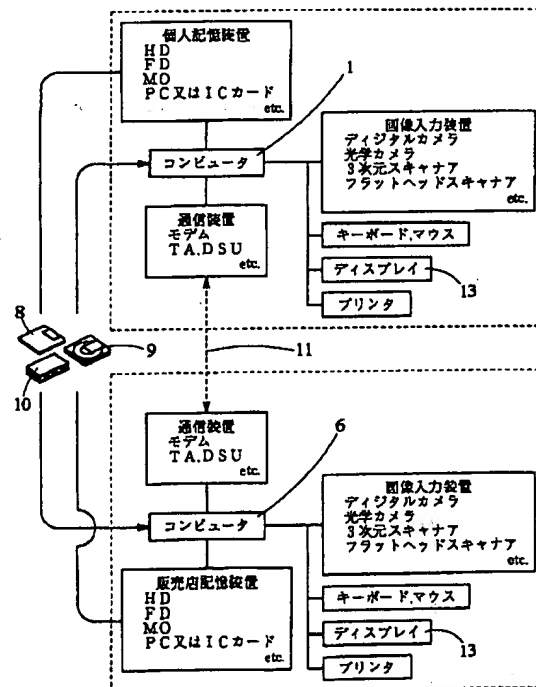 個人記憶装置
HD
FD
MO
PC又はICカード
etc.
1
コンピュータ
画像入力装置
ディジタルカメラ
光学カメラ
3次元スキャナア
フラットヘッドスキャナア
etc.
通信装置
モデム
TA,DSU
etc.
キーボード,マウス
ディスプレイ
13
プリンタ
8
9
10
11
通信装置
モデム
TA,DSU
etc.
6
コンピュータ
画像入力装置
ディジタルカメラ
光学カメラ
3次元スキャナア
フラットヘッドスキャナア
etc.
販売店記憶装置
HD
FD
MO
PC又はICカード
etc.
キーボード,マウス
ディスプレイ
13
プリンタ